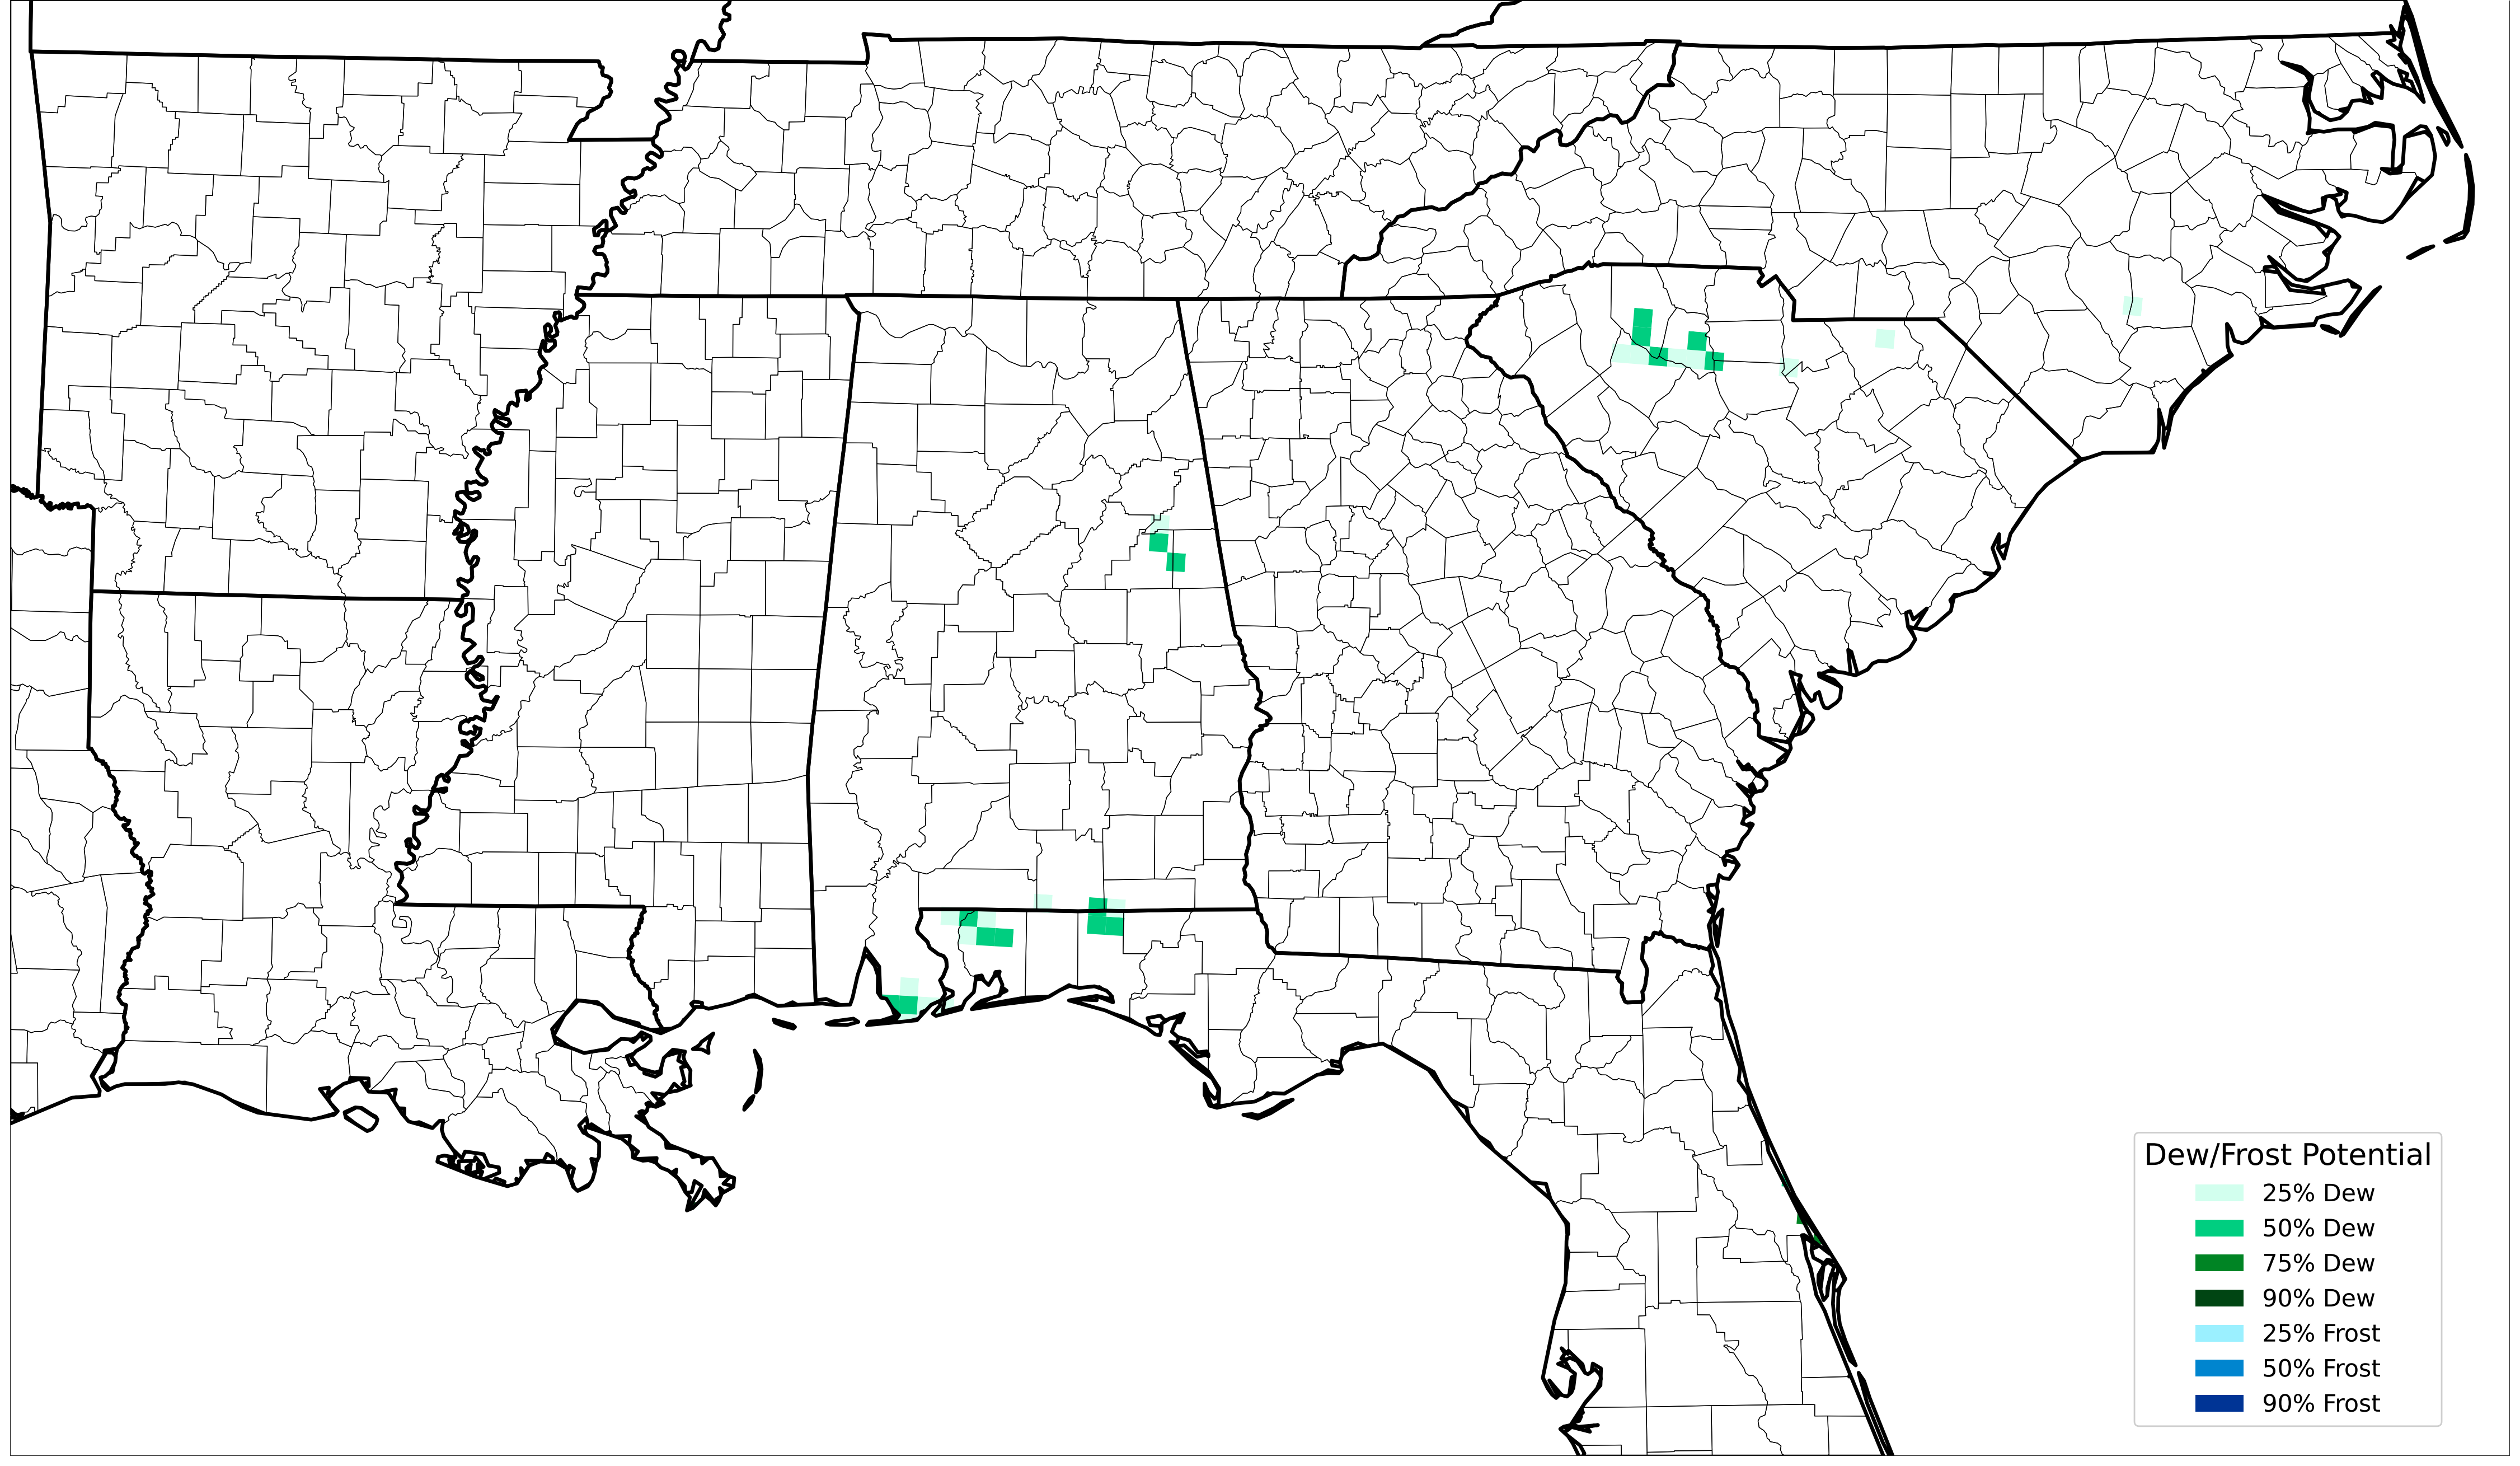 Dew/Frost Potential
25% Dew
50% Dew
75% Dew
90% Dew
25% Frost
50% Frost
90% Frost